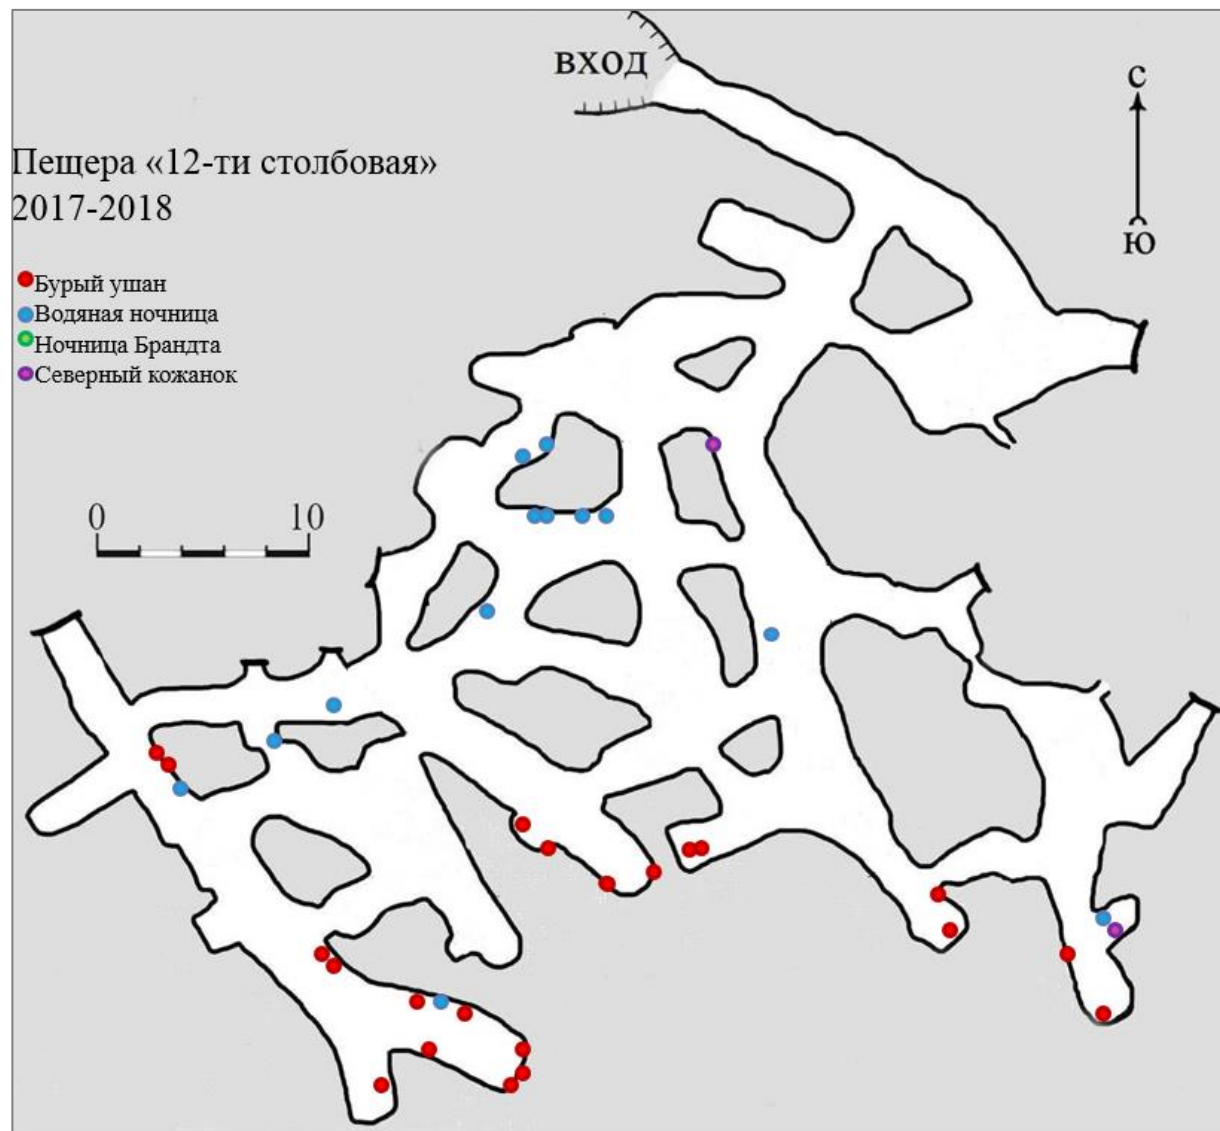 вход
с
ю
Пещера «12-ти столбовая»
2017-2018
Бурый ушан
Водяная ночница
Ночница Брандта
Северный кожанок
0 10